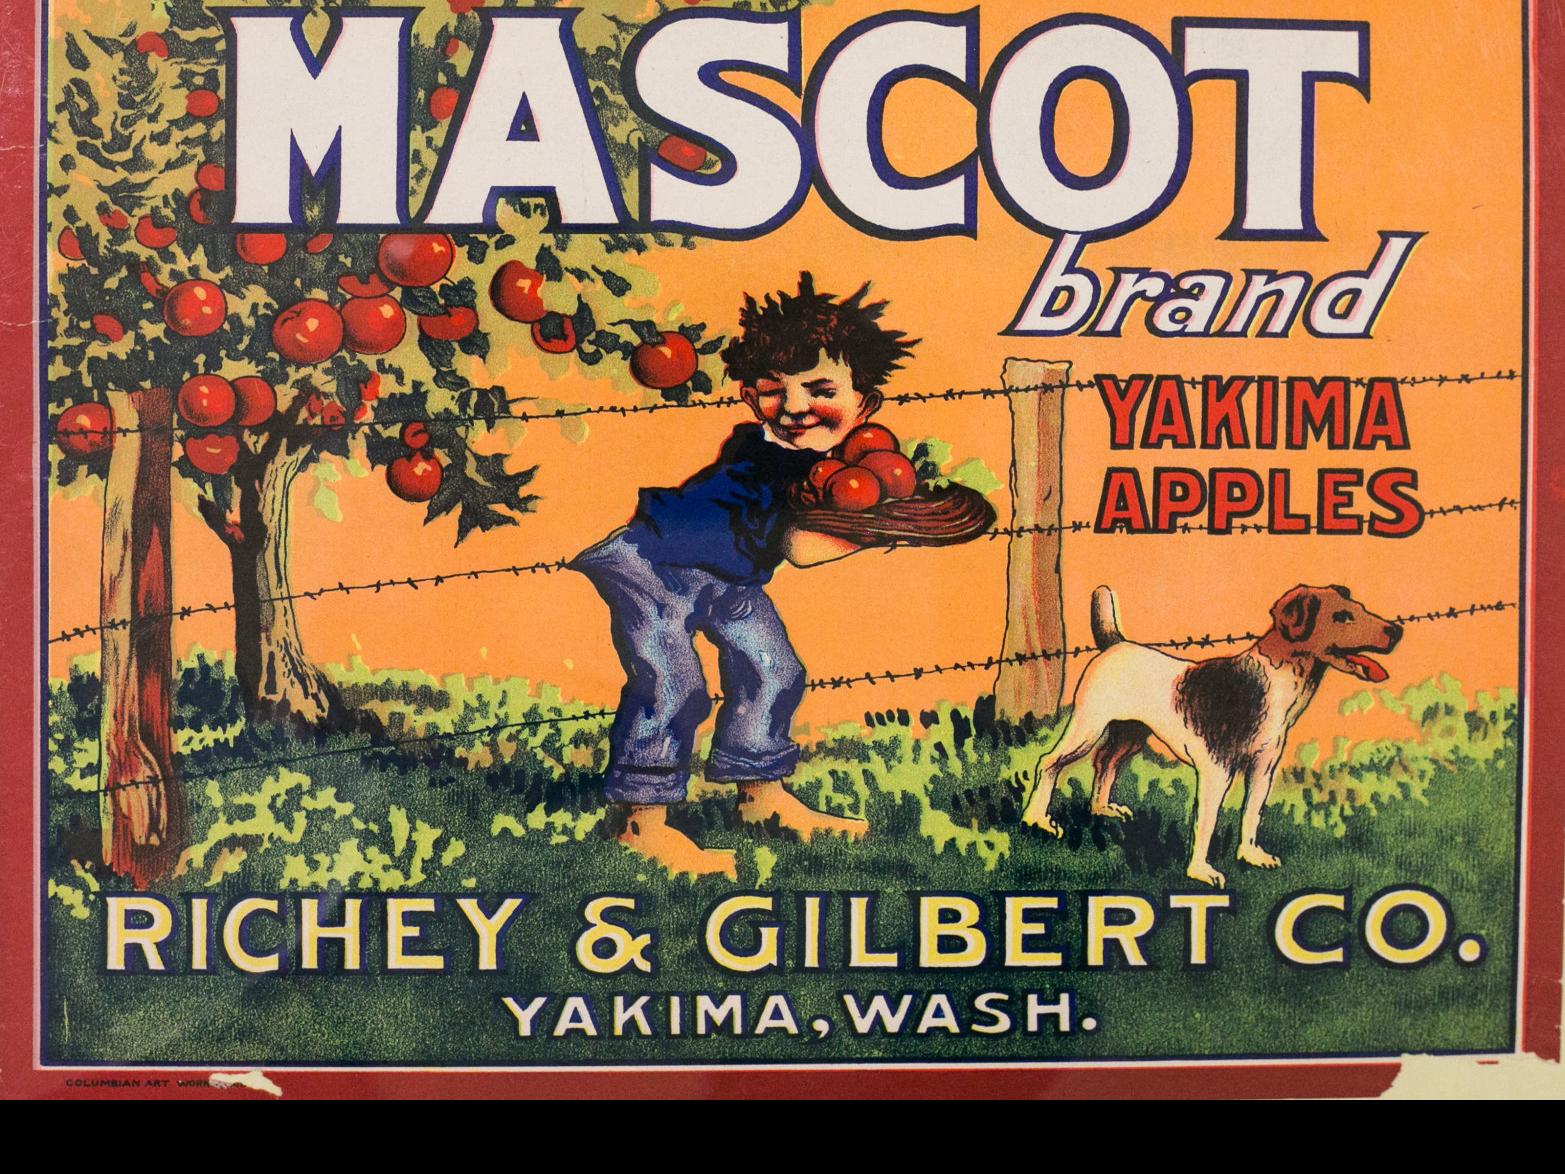 MASCOT
brand
YAKIMA
APPLES
RICHEY & GILBERT CO.
YAKIMA, WASH.
COLUMBIAN ART